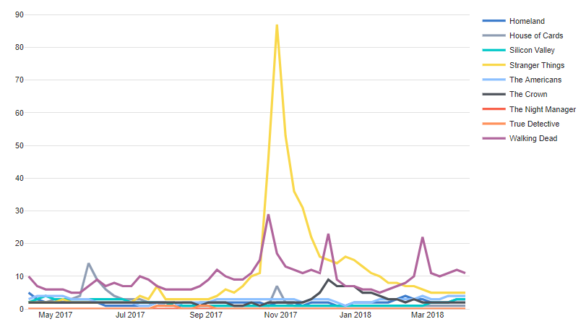 90
80
70
60
50
40
30
20
10
0
May 2017 Jul 2017 Sep 2017 Nov 2017 Jan 2018 Mar 2018
Homeland
House of Cards
Silicon Valley
Stranger Things
The Americans
The Crown
The Night Manager
True Detective
Walking Dead